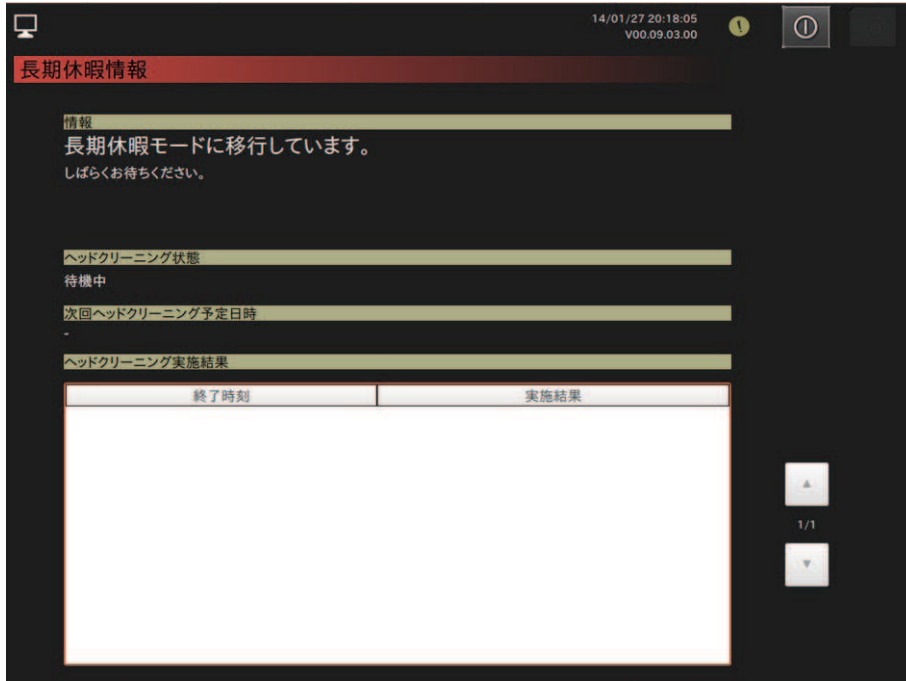 14/01/27 20:18:05
V00.09.03.00
長期休暇情報
情報
長期休暇モードに移行しています。
しばらくお待ちください。
ヘッドクリーニング状態
待機中
次回ヘッドクリーニング予定日時
-
ヘッドクリーニング実施結果
終了時刻 実施結果
1/1